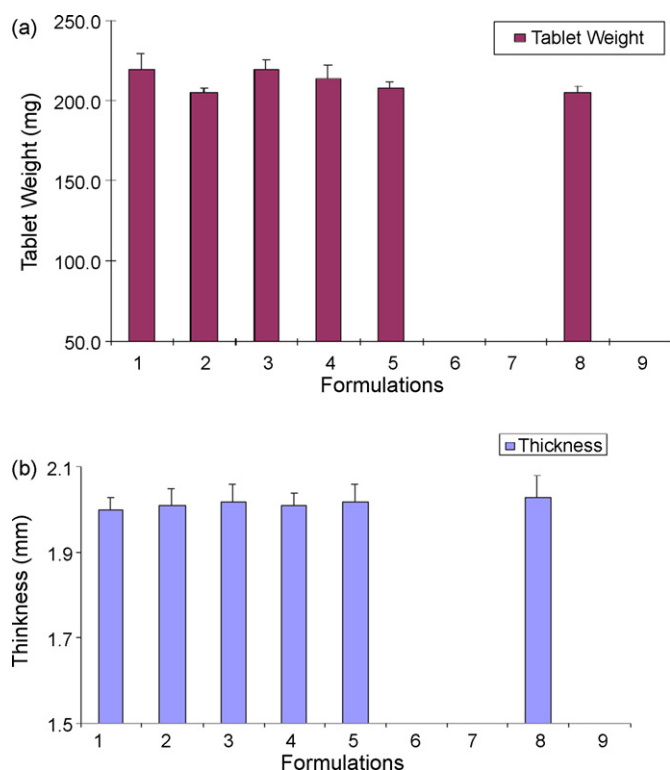 (a)
Tablet Weight
250.0
200.0
150.0
100.0
50.0
Tablet Weight (mg)
1 2 3 4 5 6 7 8 9
Formulations
(b)
Thickness
2.1
1.9
1.7
1.5
Thinkness (mm)
1 2 3 4 5 6 7 8 9
Formulations